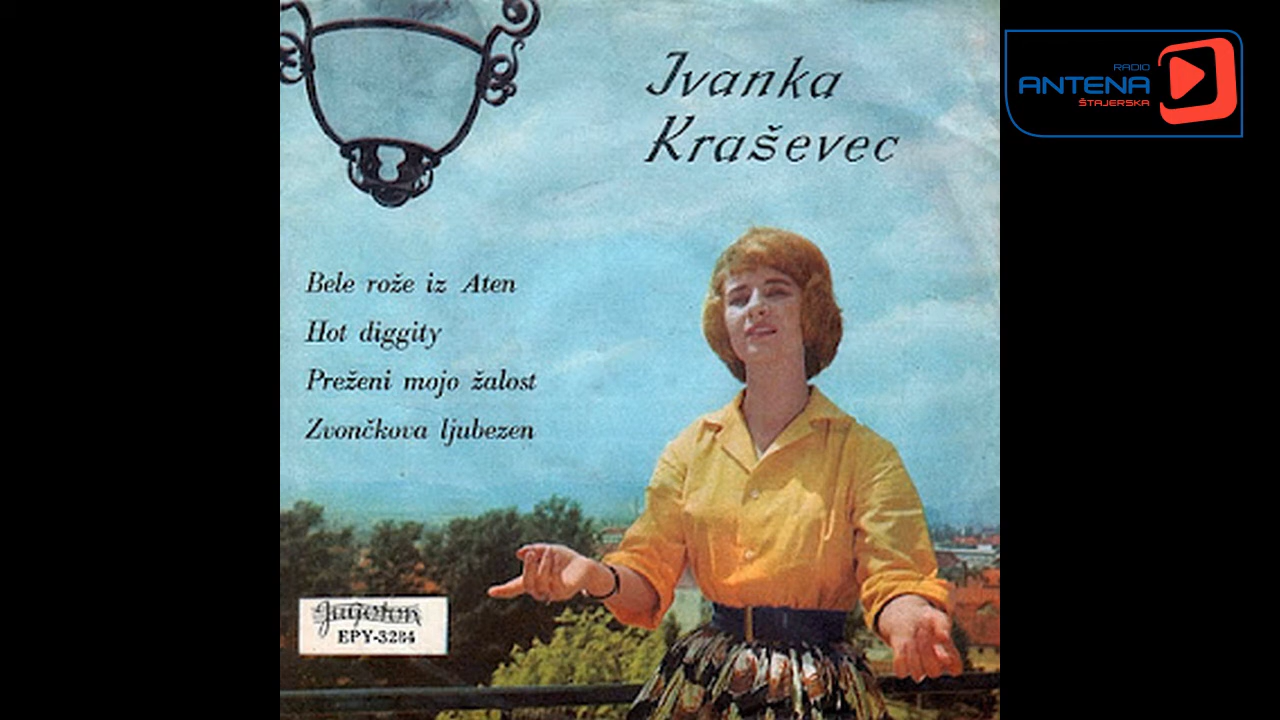 Ivanka
Kraševec
RADIO
ANTENA
ŠTAJERSKA
Bele rože iz Aten
Hot diggity
Preženi mojo žalost
Zvončkova ljubezen
Jugoton
EPY-3284